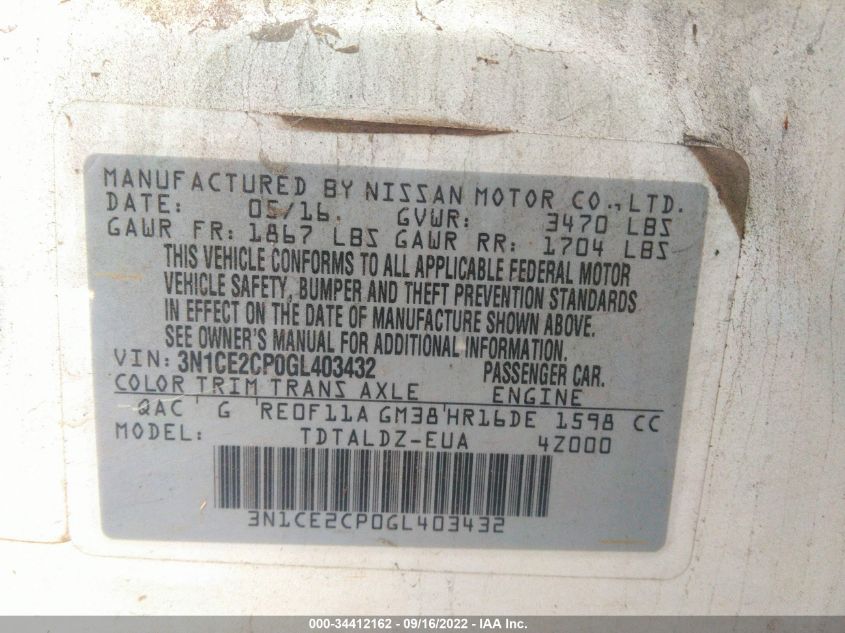 MANUFACTURED BY NISSAN MOTOR CO.,LTD.
DATE: 05/16. GVWR: 3470 LBS
GAWR FR: 1867 LBS GAWR RR: 1704 LBS
THIS VEHICLE CONFORMS TO ALL APPLICABLE FEDERAL MOTOR
VEHICLE SAFETY, BUMPER AND THEFT PREVENTION STANDARDS
IN EFFECT ON THE DATE OF MANUFACTURE SHOWN ABOVE.
SEE OWNER'S MANUAL FOR ADDITIONAL INFORMATION.
VIN: 3N1CE2CP0GL403432 PASSENGER CAR.
COLOR TRIM TRANS AXLE ENGINE
QAC G RE0F11A GM38 HR16DE 1598 CC
MODEL: TDTALDZ-EUA 4Z000
3N1CE2CP0GL403432
000-34412162 - 09/16/2022 - IAA Inc.